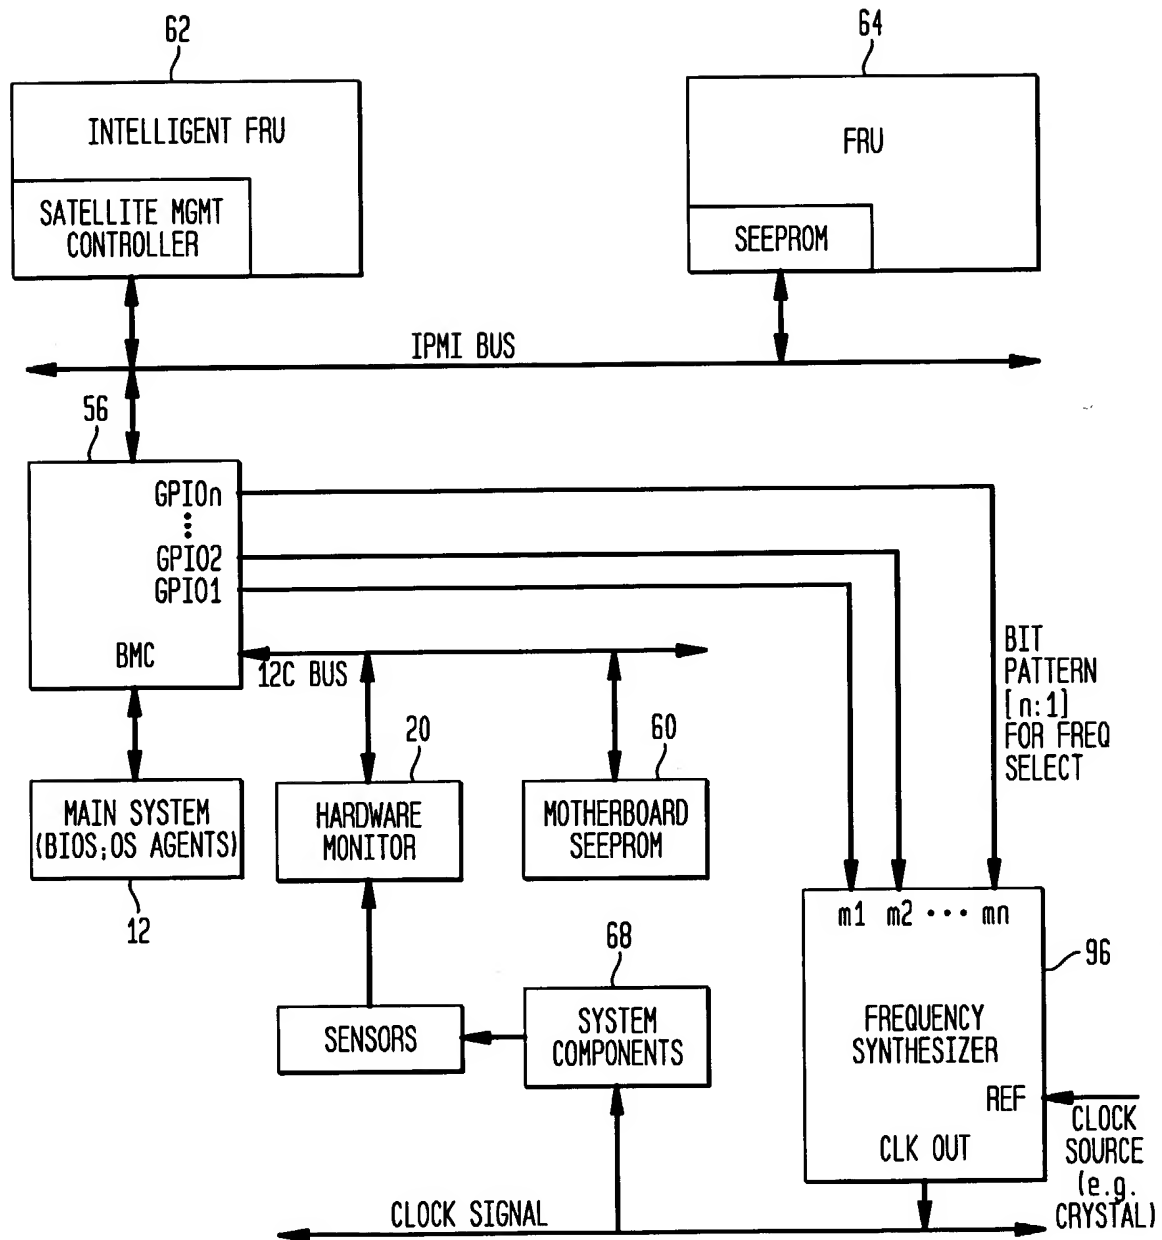 62
64
INTELLIGENT FRU
FRU
SATELLITE MGMT
CONTROLLER
SEEPROM
IPMI BUS
56
GPIOn
GPIO2
GPIO1
BMC
12C BUS
BIT
PATTERN
[n:1]
FOR FREQ
SELECT
20
60
MAIN SYSTEM
(BIOS;OS AGENTS)
HARDWARE
MONITOR
MOTHERBOARD
SEEPROM
12
m1 m2 ••• mn
68
96
SENSORS
SYSTEM
COMPONENTS
FREQUENCY
SYNTHESIZER
REF
CLOCK
SOURCE
(e.g.
CRYSTAL)
CLK OUT
CLOCK SIGNAL